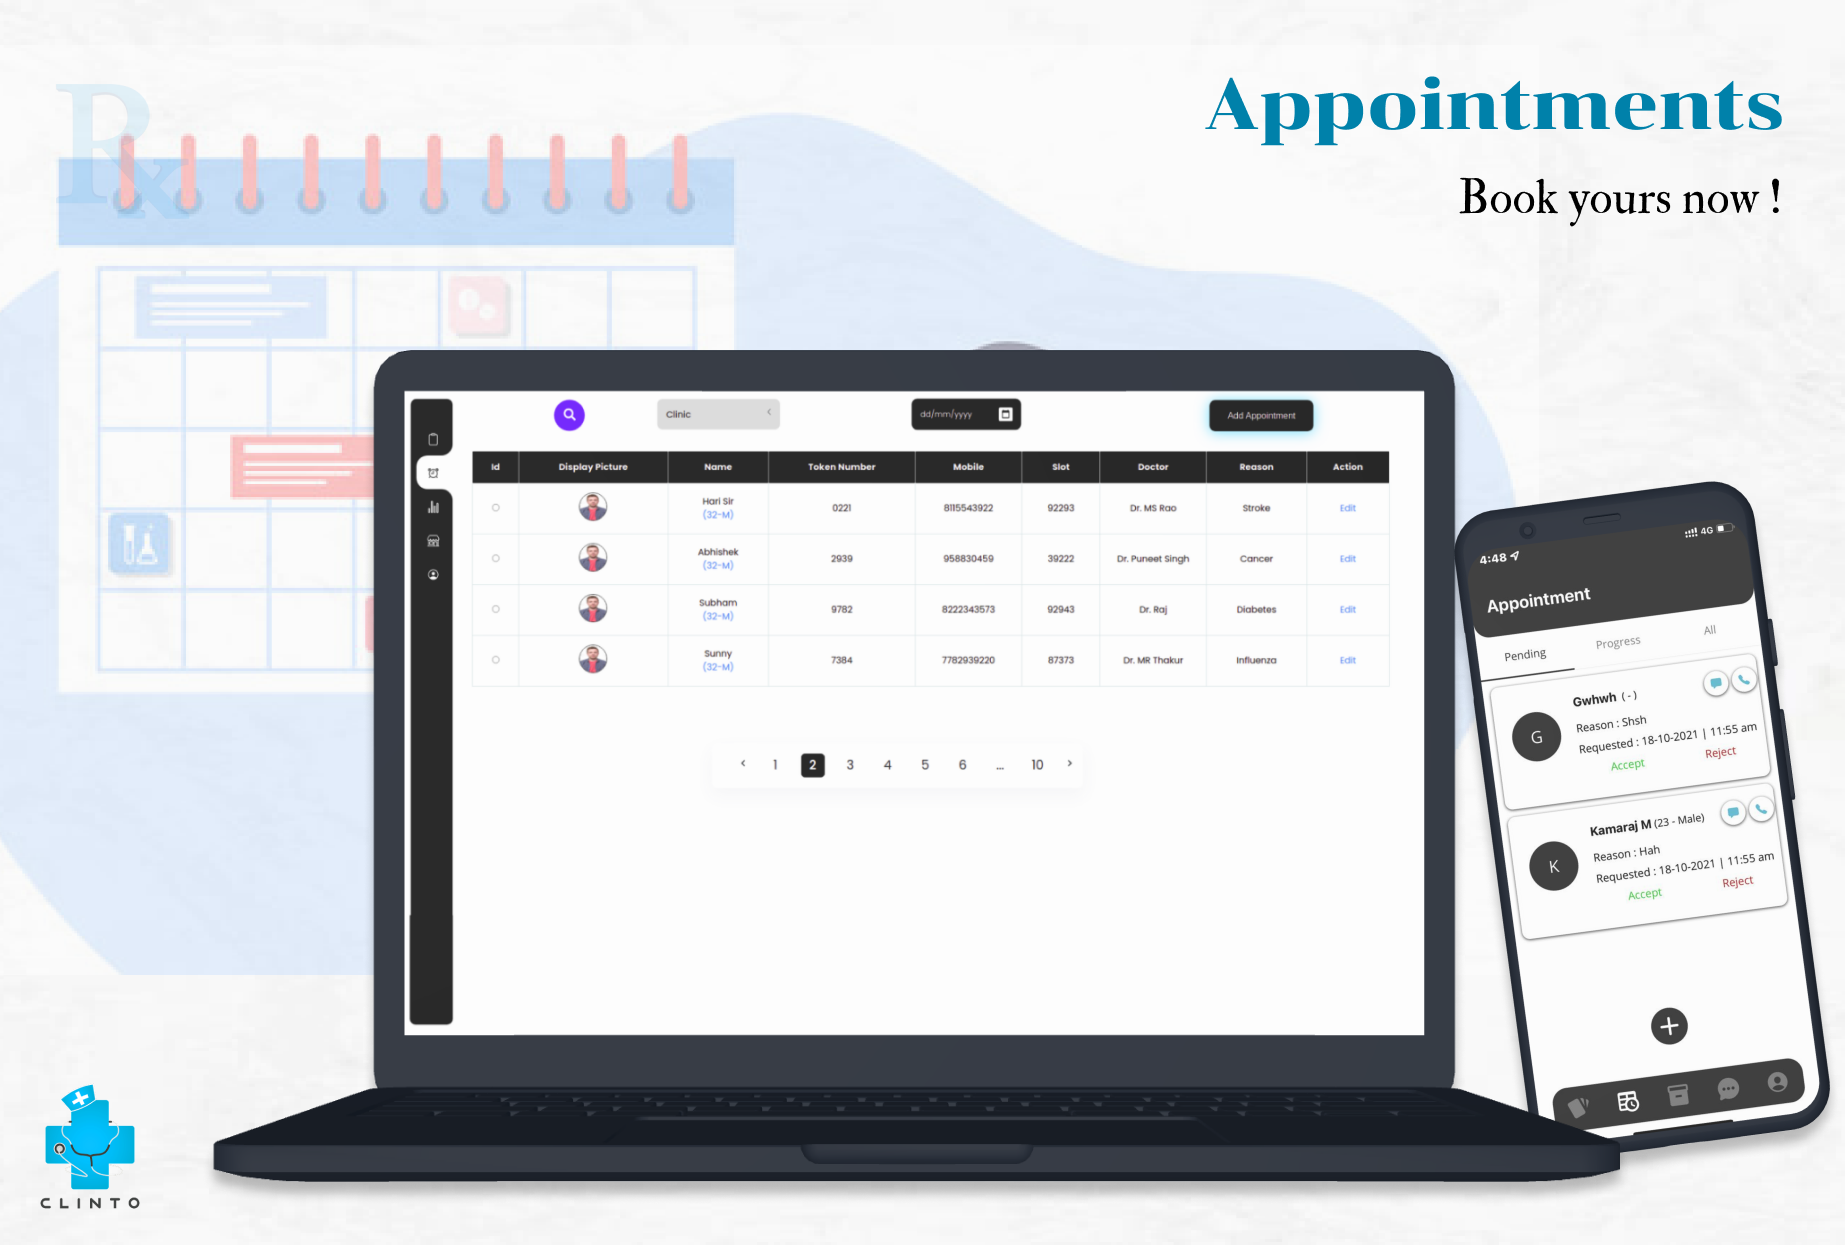 Appointments
Book yours now !
Rx
Clinic
dd/mm/yyyy
Add Appointment
Id Display Picture Name Token Number Mobile Slot Doctor Reason Action
Hari Sir
(32-M)
0221 8115543922 92293 Dr. MS Rao Stroke Edit
Abhishek
(32-M)
2939 958830459 39222 Dr. Puneet Singh Cancer Edit
Subham
(32-M)
9782 8222343573 92943 Dr. Raj Diabetes Edit
Sunny
(32-M)
7384 7782939220 87373 Dr. MR Thakur Influenza Edit
‹ 1 2 3 4 5 6 ... 10 ›
4:48 4G
Appointment
Pending Progress All
G
Gwhwh (-)
Reason : Shsh
Requested : 18-10-2021 | 11:55 am
Accept Reject
K
Kamaraj M (23 - Male)
Reason : Hah
Requested : 18-10-2021 | 11:55 am
Accept Reject
CLINTO